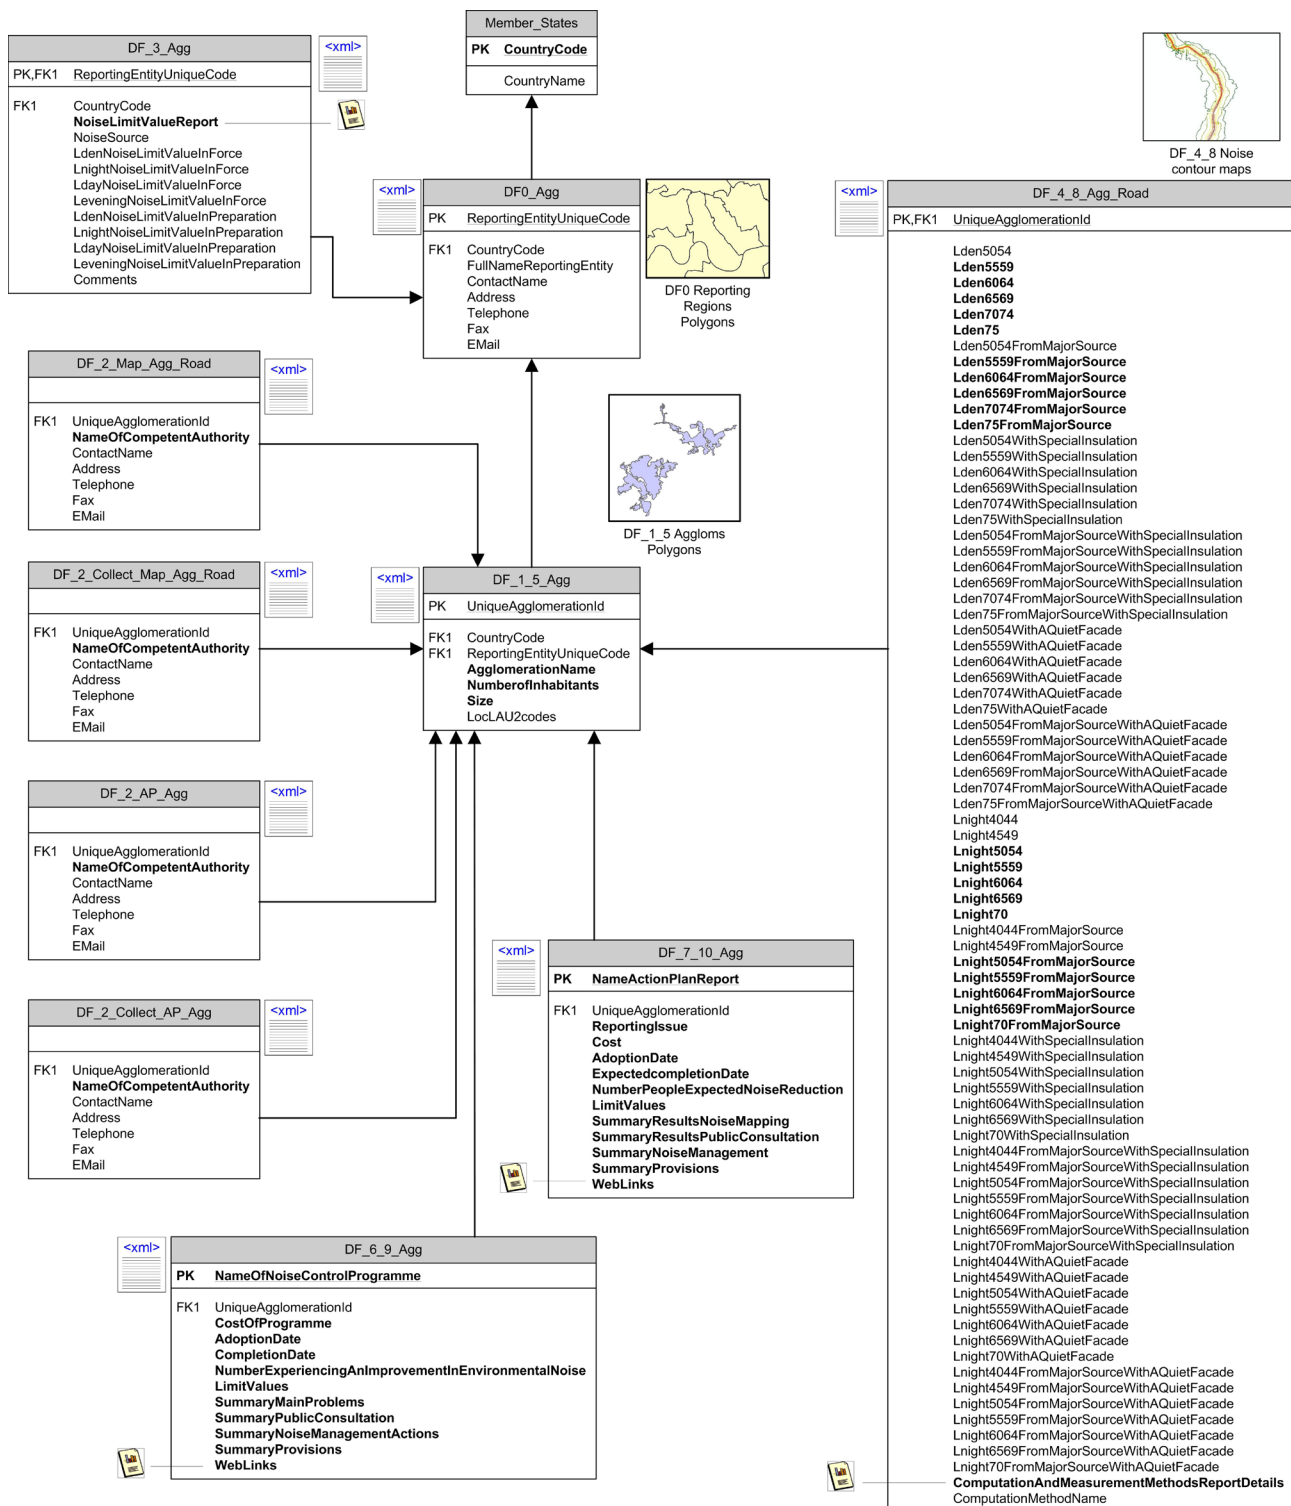 Member_States
PK CountryCode
CountryName
DF_3_Agg
<xml>
PK,FK1 ReportingEntityUniqueCode
FK1 CountryCode
NoiseLimitValueReport
NoiseSource
LdenNoiseLimitValueInForce
LnightNoiseLimitValueInForce
LdayNoiseLimitValueInForce
LeveningNoiseLimitValueInForce
LdenNoiseLimitValueInPreparation
LnightNoiseLimitValueInPreparation
LdayNoiseLimitValueInPreparation
LeveningNoiseLimitValueInPreparation
Comments
<xml>
DF0_Agg
PK ReportingEntityUniqueCode
FK1 CountryCode
FullNameReportingEntity
ContactName
Address
Telephone
Fax
EMail
DF0 Reporting
Regions
Polygons
DF_2_Map_Agg_Road
<xml>
FK1 UniqueAgglomerationId
NameOfCompetentAuthority
ContactName
Address
Telephone
Fax
EMail
DF_1_5 Aggloms
Polygons
DF_2_Collect_Map_Agg_Road
<xml>
FK1 UniqueAgglomerationId
NameOfCompetentAuthority
ContactName
Address
Telephone
Fax
EMail
<xml>
DF_1_5_Agg
PK UniqueAgglomerationId
FK1 CountryCode
FK1 ReportingEntityUniqueCode
AgglomerationName
NumberofInhabitants
Size
LocLAU2codes
DF_2_AP_Agg
<xml>
FK1 UniqueAgglomerationId
NameOfCompetentAuthority
ContactName
Address
Telephone
Fax
EMail
DF_2_Collect_AP_Agg
<xml>
FK1 UniqueAgglomerationId
NameOfCompetentAuthority
ContactName
Address
Telephone
Fax
EMail
<xml>
DF_7_10_Agg
PK NameActionPlanReport
FK1 UniqueAgglomerationId
ReportingIssue
Cost
AdoptionDate
ExpectedcompletionDate
NumberPeopleExpectedNoiseReduction
LimitValues
SummaryResultsNoiseMapping
SummaryResultsPublicConsultation
SummaryNoiseManagement
SummaryProvisions
WebLinks
<xml>
DF_6_9_Agg
PK NameOfNoiseControlProgramme
FK1 UniqueAgglomerationId
CostOfProgramme
AdoptionDate
CompletionDate
NumberExperiencingAnImprovementInEnvironmentalNoise
LimitValues
SummaryMainProblems
SummaryPublicConsultation
SummaryNoiseManagementActions
SummaryProvisions
WebLinks
DF_4_8 Noise
contour maps
<xml>
DF_4_8_Agg_Road
PK,FK1 UniqueAgglomerationId
Lden5054
Lden5559
Lden6064
Lden6569
Lden7074
Lden75
Lden5054FromMajorSource
Lden5559FromMajorSource
Lden6064FromMajorSource
Lden6569FromMajorSource
Lden7074FromMajorSource
Lden75FromMajorSource
Lden5054WithSpecialInsulation
Lden5559WithSpecialInsulation
Lden6064WithSpecialInsulation
Lden6569WithSpecialInsulation
Lden7074WithSpecialInsulation
Lden75WithSpecialInsulation
Lden5054FromMajorSourceWithSpecialInsulation
Lden5559FromMajorSourceWithSpecialInsulation
Lden6064FromMajorSourceWithSpecialInsulation
Lden6569FromMajorSourceWithSpecialInsulation
Lden7074FromMajorSourceWithSpecialInsulation
Lden75FromMajorSourceWithSpecialInsulation
Lden5054WithAQuietFacade
Lden5559WithAQuietFacade
Lden6064WithAQuietFacade
Lden6569WithAQuietFacade
Lden7074WithAQuietFacade
Lden75WithAQuietFacade
Lden5054FromMajorSourceWithAQuietFacade
Lden5559FromMajorSourceWithAQuietFacade
Lden6064FromMajorSourceWithAQuietFacade
Lden6569FromMajorSourceWithAQuietFacade
Lden7074FromMajorSourceWithAQuietFacade
Lden75FromMajorSourceWithAQuietFacade
Lnight4044
Lnight4549
Lnight5054
Lnight5559
Lnight6064
Lnight6569
Lnight70
Lnight4044FromMajorSource
Lnight4549FromMajorSource
Lnight5054FromMajorSource
Lnight5559FromMajorSource
Lnight6064FromMajorSource
Lnight6569FromMajorSource
Lnight70FromMajorSource
Lnight4044WithSpecialInsulation
Lnight4549WithSpecialInsulation
Lnight5054WithSpecialInsulation
Lnight5559WithSpecialInsulation
Lnight6064WithSpecialInsulation
Lnight6569WithSpecialInsulation
Lnight70WithSpecialInsulation
Lnight4044FromMajorSourceWithSpecialInsulation
Lnight4549FromMajorSourceWithSpecialInsulation
Lnight5054FromMajorSourceWithSpecialInsulation
Lnight5559FromMajorSourceWithSpecialInsulation
Lnight6064FromMajorSourceWithSpecialInsulation
Lnight6569FromMajorSourceWithSpecialInsulation
Lnight70FromMajorSourceWithSpecialInsulation
Lnight4044WithAQuietFacade
Lnight4549WithAQuietFacade
Lnight5054WithAQuietFacade
Lnight5559WithAQuietFacade
Lnight6064WithAQuietFacade
Lnight6569WithAQuietFacade
Lnight70WithAQuietFacade
Lnight4044FromMajorSourceWithAQuietFacade
Lnight4549FromMajorSourceWithAQuietFacade
Lnight5054FromMajorSourceWithAQuietFacade
Lnight5559FromMajorSourceWithAQuietFacade
Lnight6064FromMajorSourceWithAQuietFacade
Lnight6569FromMajorSourceWithAQuietFacade
Lnight70FromMajorSourceWithAQuietFacade
ComputationAndMeasurementMethodsReportDetails
ComputationMethodName